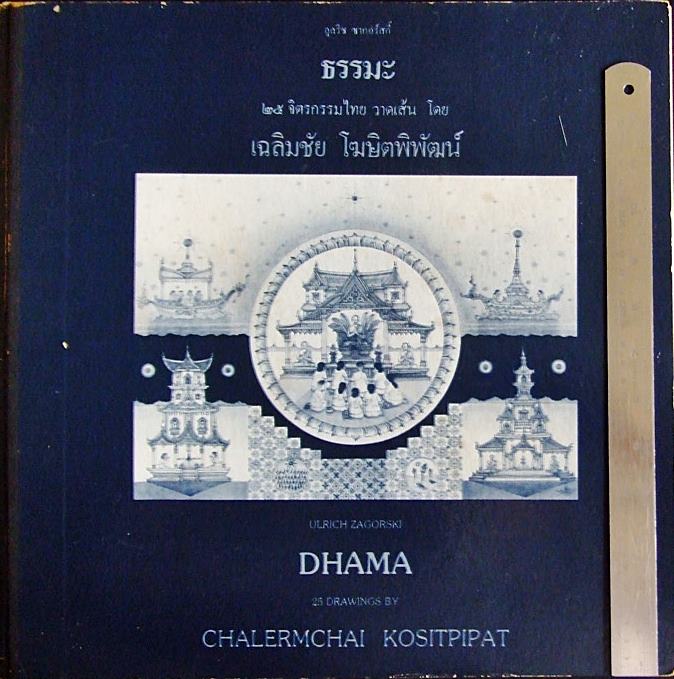 อูลริช ซากอร์สกี้
ธรรมะ
๒๕ จิตรกรรมไทย วาดเส้น โดย
เฉลิมชัย โฆษิตพิพัฒน์
ULRICH ZAGORSKI
DHAMA
25 DRAWINGS BY
CHALERMCHAI KOSITPIPAT